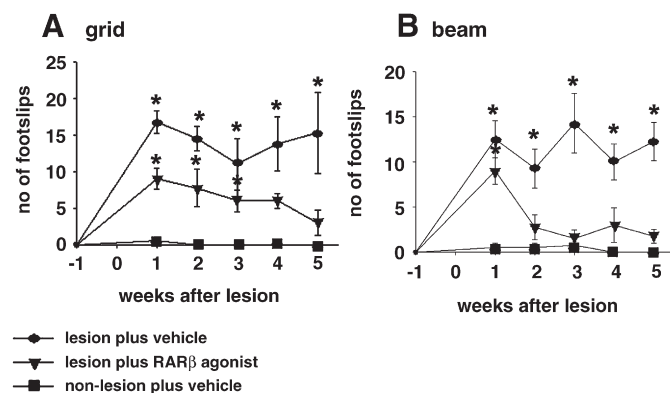 A grid
B beam
25
20
15
10
5
0
no of footslips
*
*
*
*
*
*
*
*
-1 0 1 2 3 4 5
weeks after lesion
20
15
10
5
0
no of footslips
*
*
*
*
*
*
-1 0 1 2 3 4 5
weeks after lesion
lesion plus vehicle
lesion plus RARβ agonist
non-lesion plus vehicle